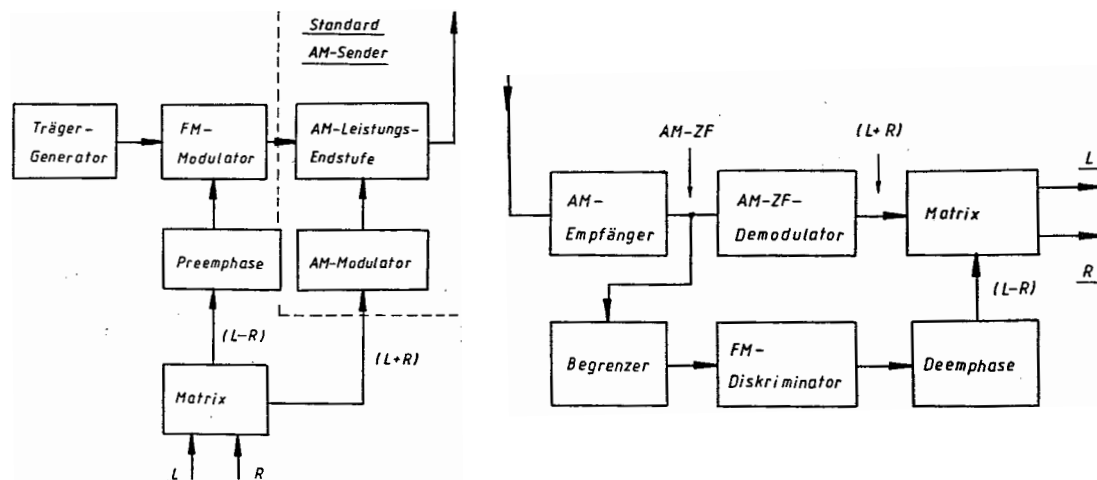 Standard
AM-Sender
Träger-
Generator
FM-
Modulator
AM-Leistungs-
Endstufe
Preemphase
AM-Modulator
(L-R)
(L+R)
Matrix
L
R
AM-ZF
(L+R)
L
AM-
Empfänger
AM-ZF-
Demodulator
Matrix
R
(L-R)
Begrenzer
FM-
Diskriminator
Deemphase